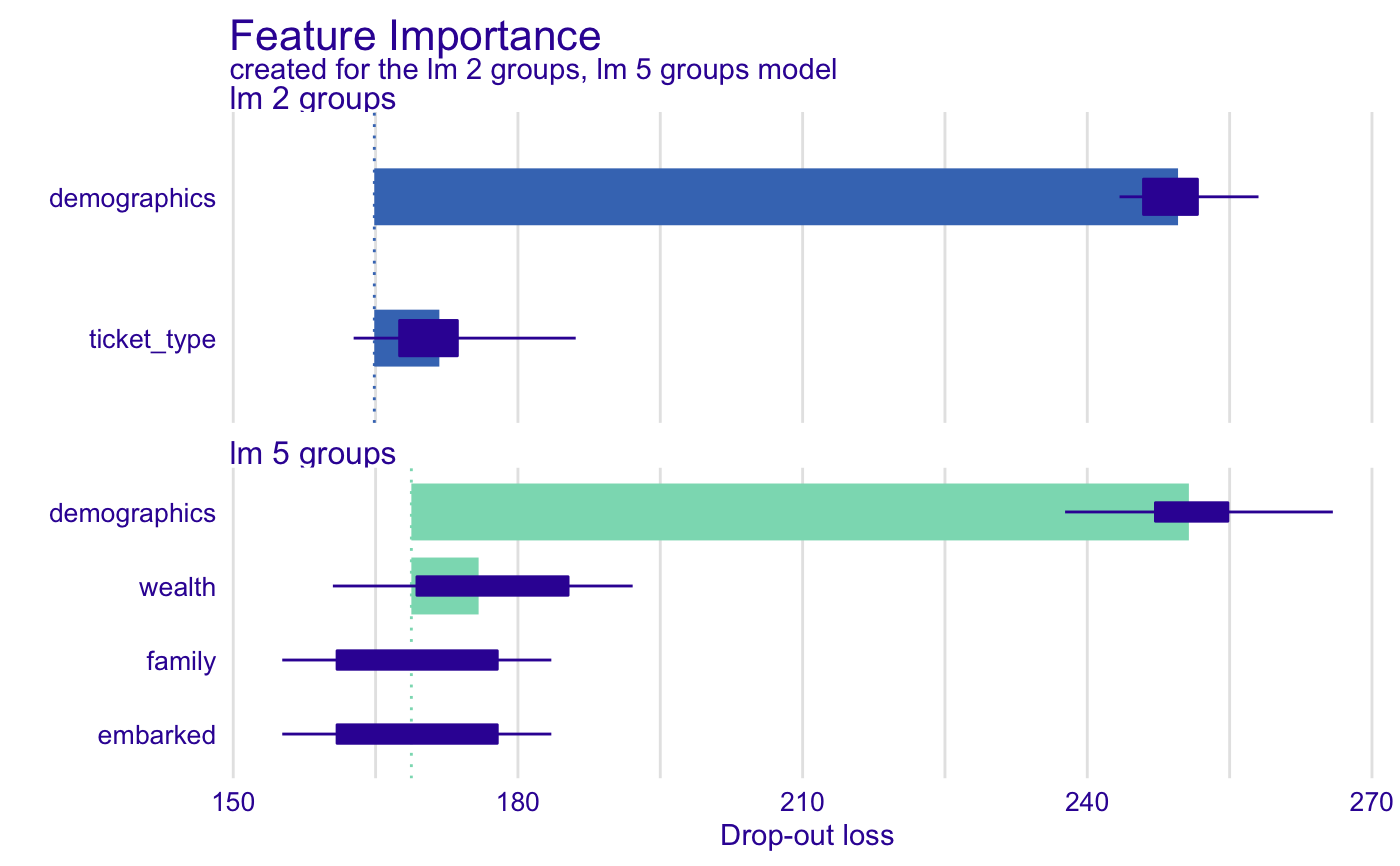 Feature Importance
created for the lm 2 groups, lm 5 groups model
lm 2 groups
demographics
ticket_type
lm 5 groups
demographics
wealth
family
embarked
150 180 210 240 270
Drop-out loss